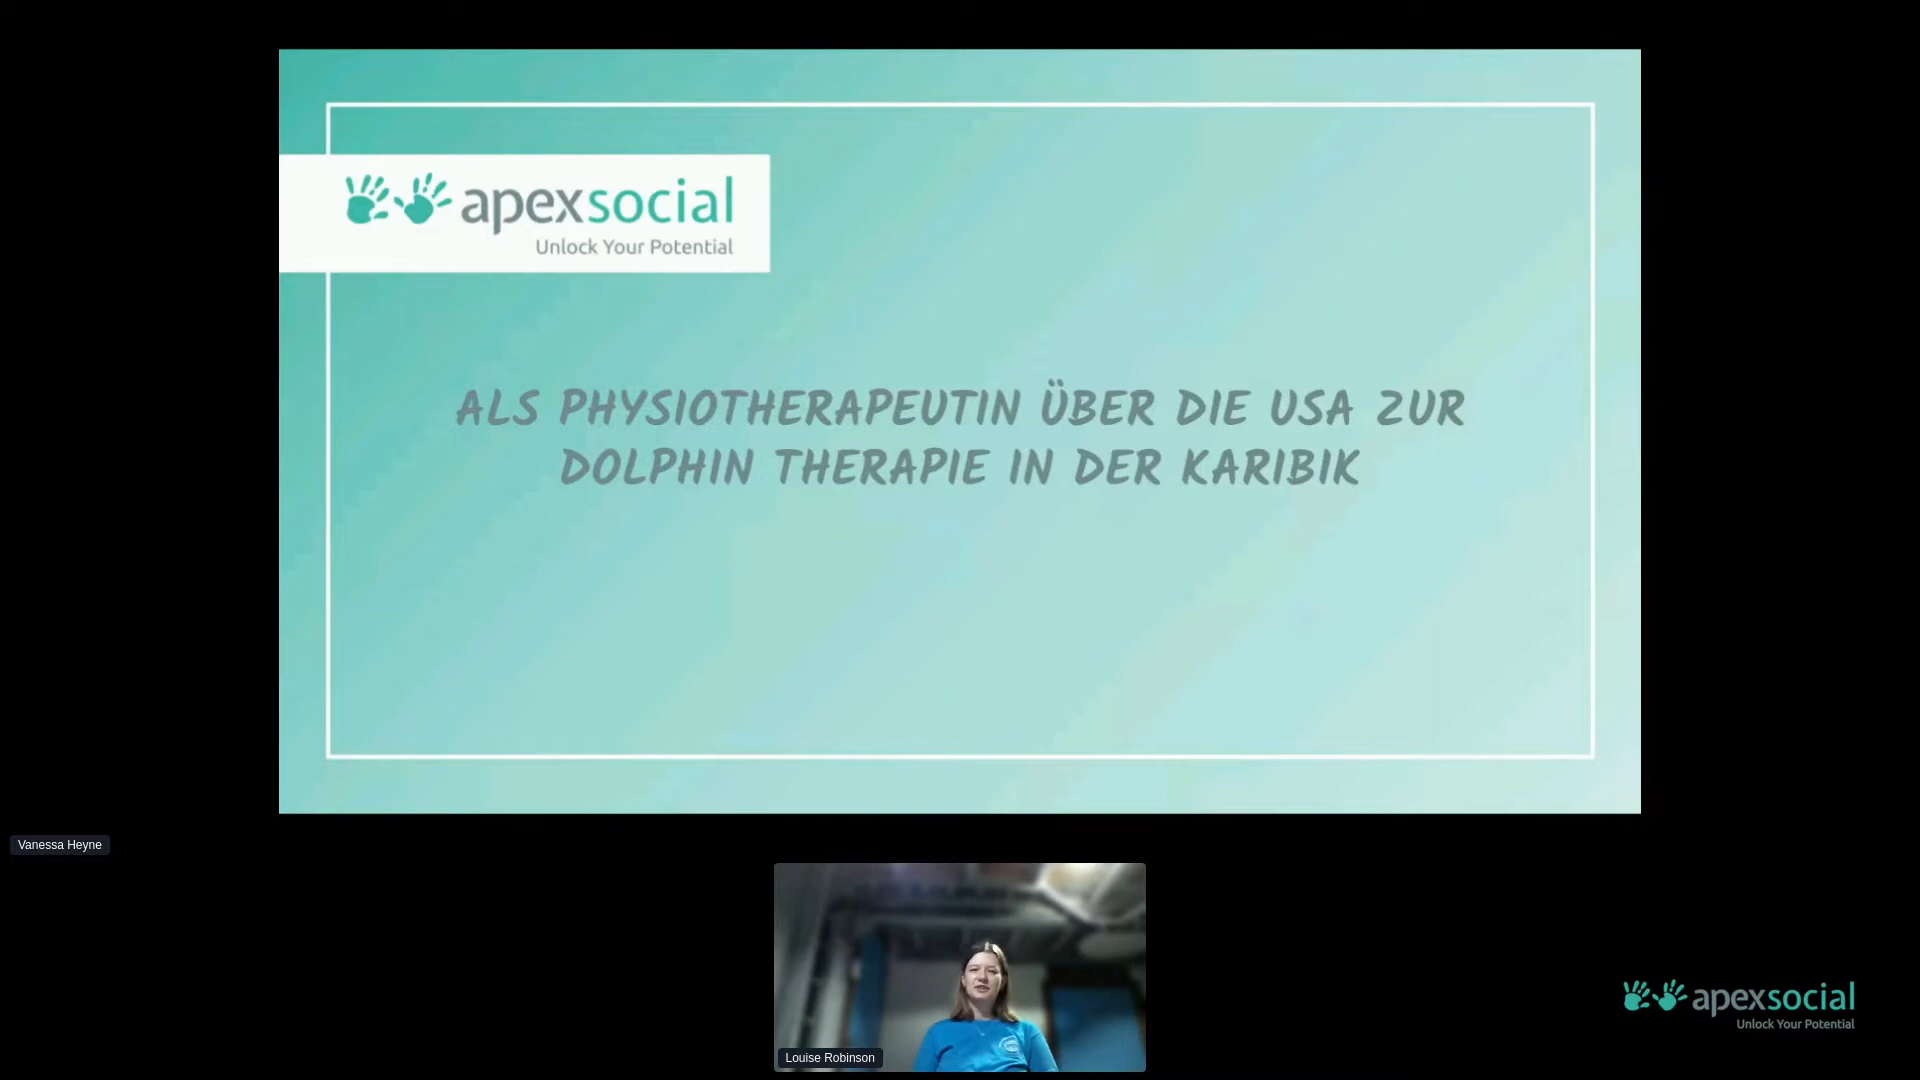 apexsocial
Unlock Your Potential
ALS PHYSIOTHERAPEUTIN ÜBER DIE USA ZUR
DOLPHIN THERAPIE IN DER KARIBIK
Vanessa Heyne
Louise Robinson
apexsocial
Unlock Your Potential